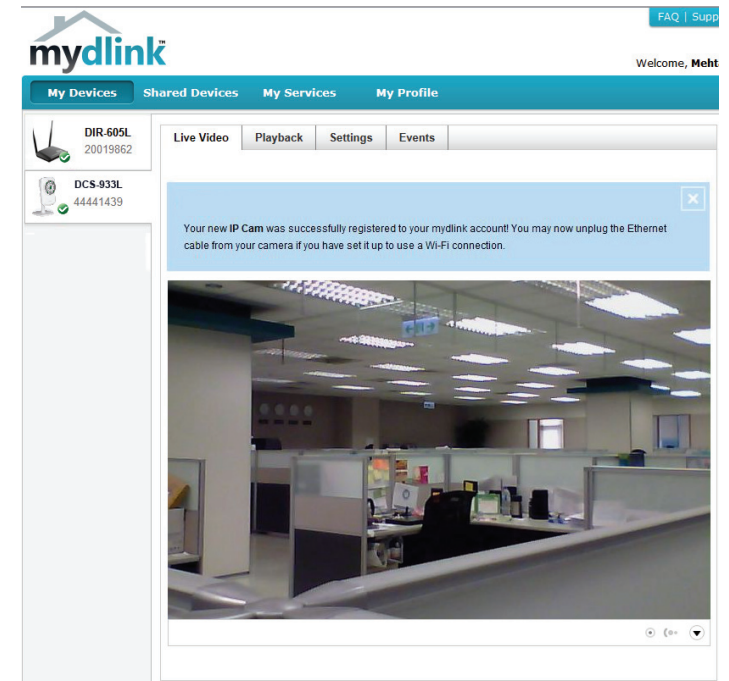 FAQ | Supp
mydlink™
Welcome, Meht
My Devices Shared Devices My Services My Profile
DIR-605L
20019862
DCS-933L
44441439
Live Video Playback Settings Events
Your new IP Cam was successfully registered to your mydlink account! You may now unplug the Ethernet
cable from your camera if you have set it up to use a Wi-Fi connection.